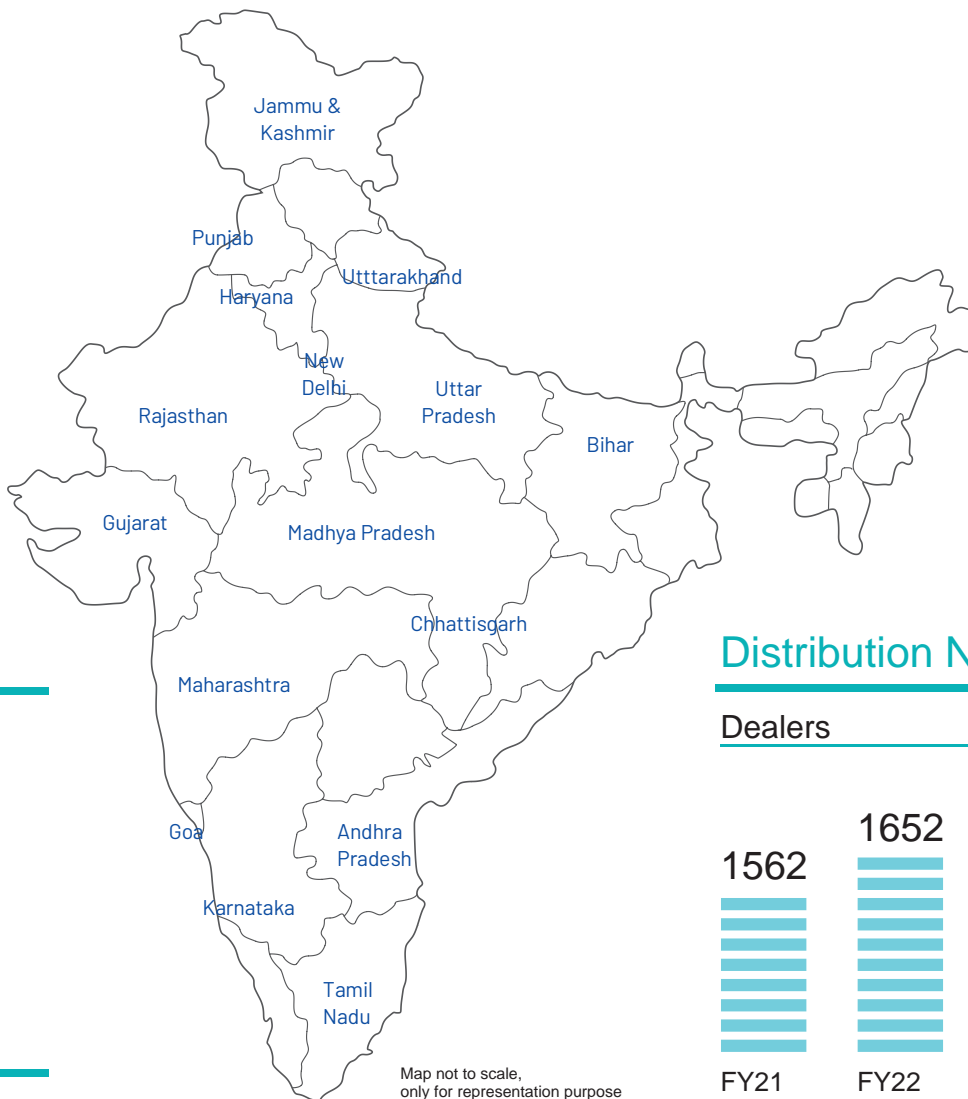 Jammu &
Kashmir
Punjab
Utttarakhand
Haryana
New
Delhi
Uttar
Pradesh
Rajasthan
Bihar
Gujarat
Madhya Pradesh
Chhattisgarh
Maharashtra
Goa
Andhra
Pradesh
Karnataka
Tamil
Nadu
Map not to scale,
only for representation purpose
Distribution N
Dealers
1562
1652
FY21
FY22